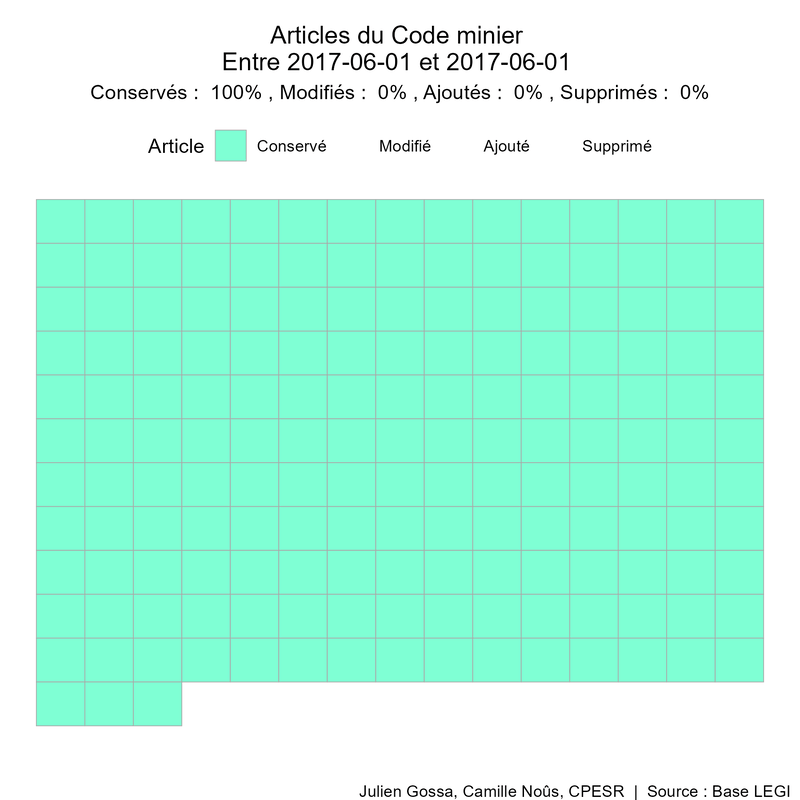 Articles du Code minier
Entre 2017-06-01 et 2017-06-01
Conservés :  100% , Modifiés :  0% , Ajoutés :  0% , Supprimés :  0%
Article Conservé Modifié Ajouté Supprimé
Julien Gossa, Camille Noûs, CPESR  |  Source : Base LEGI